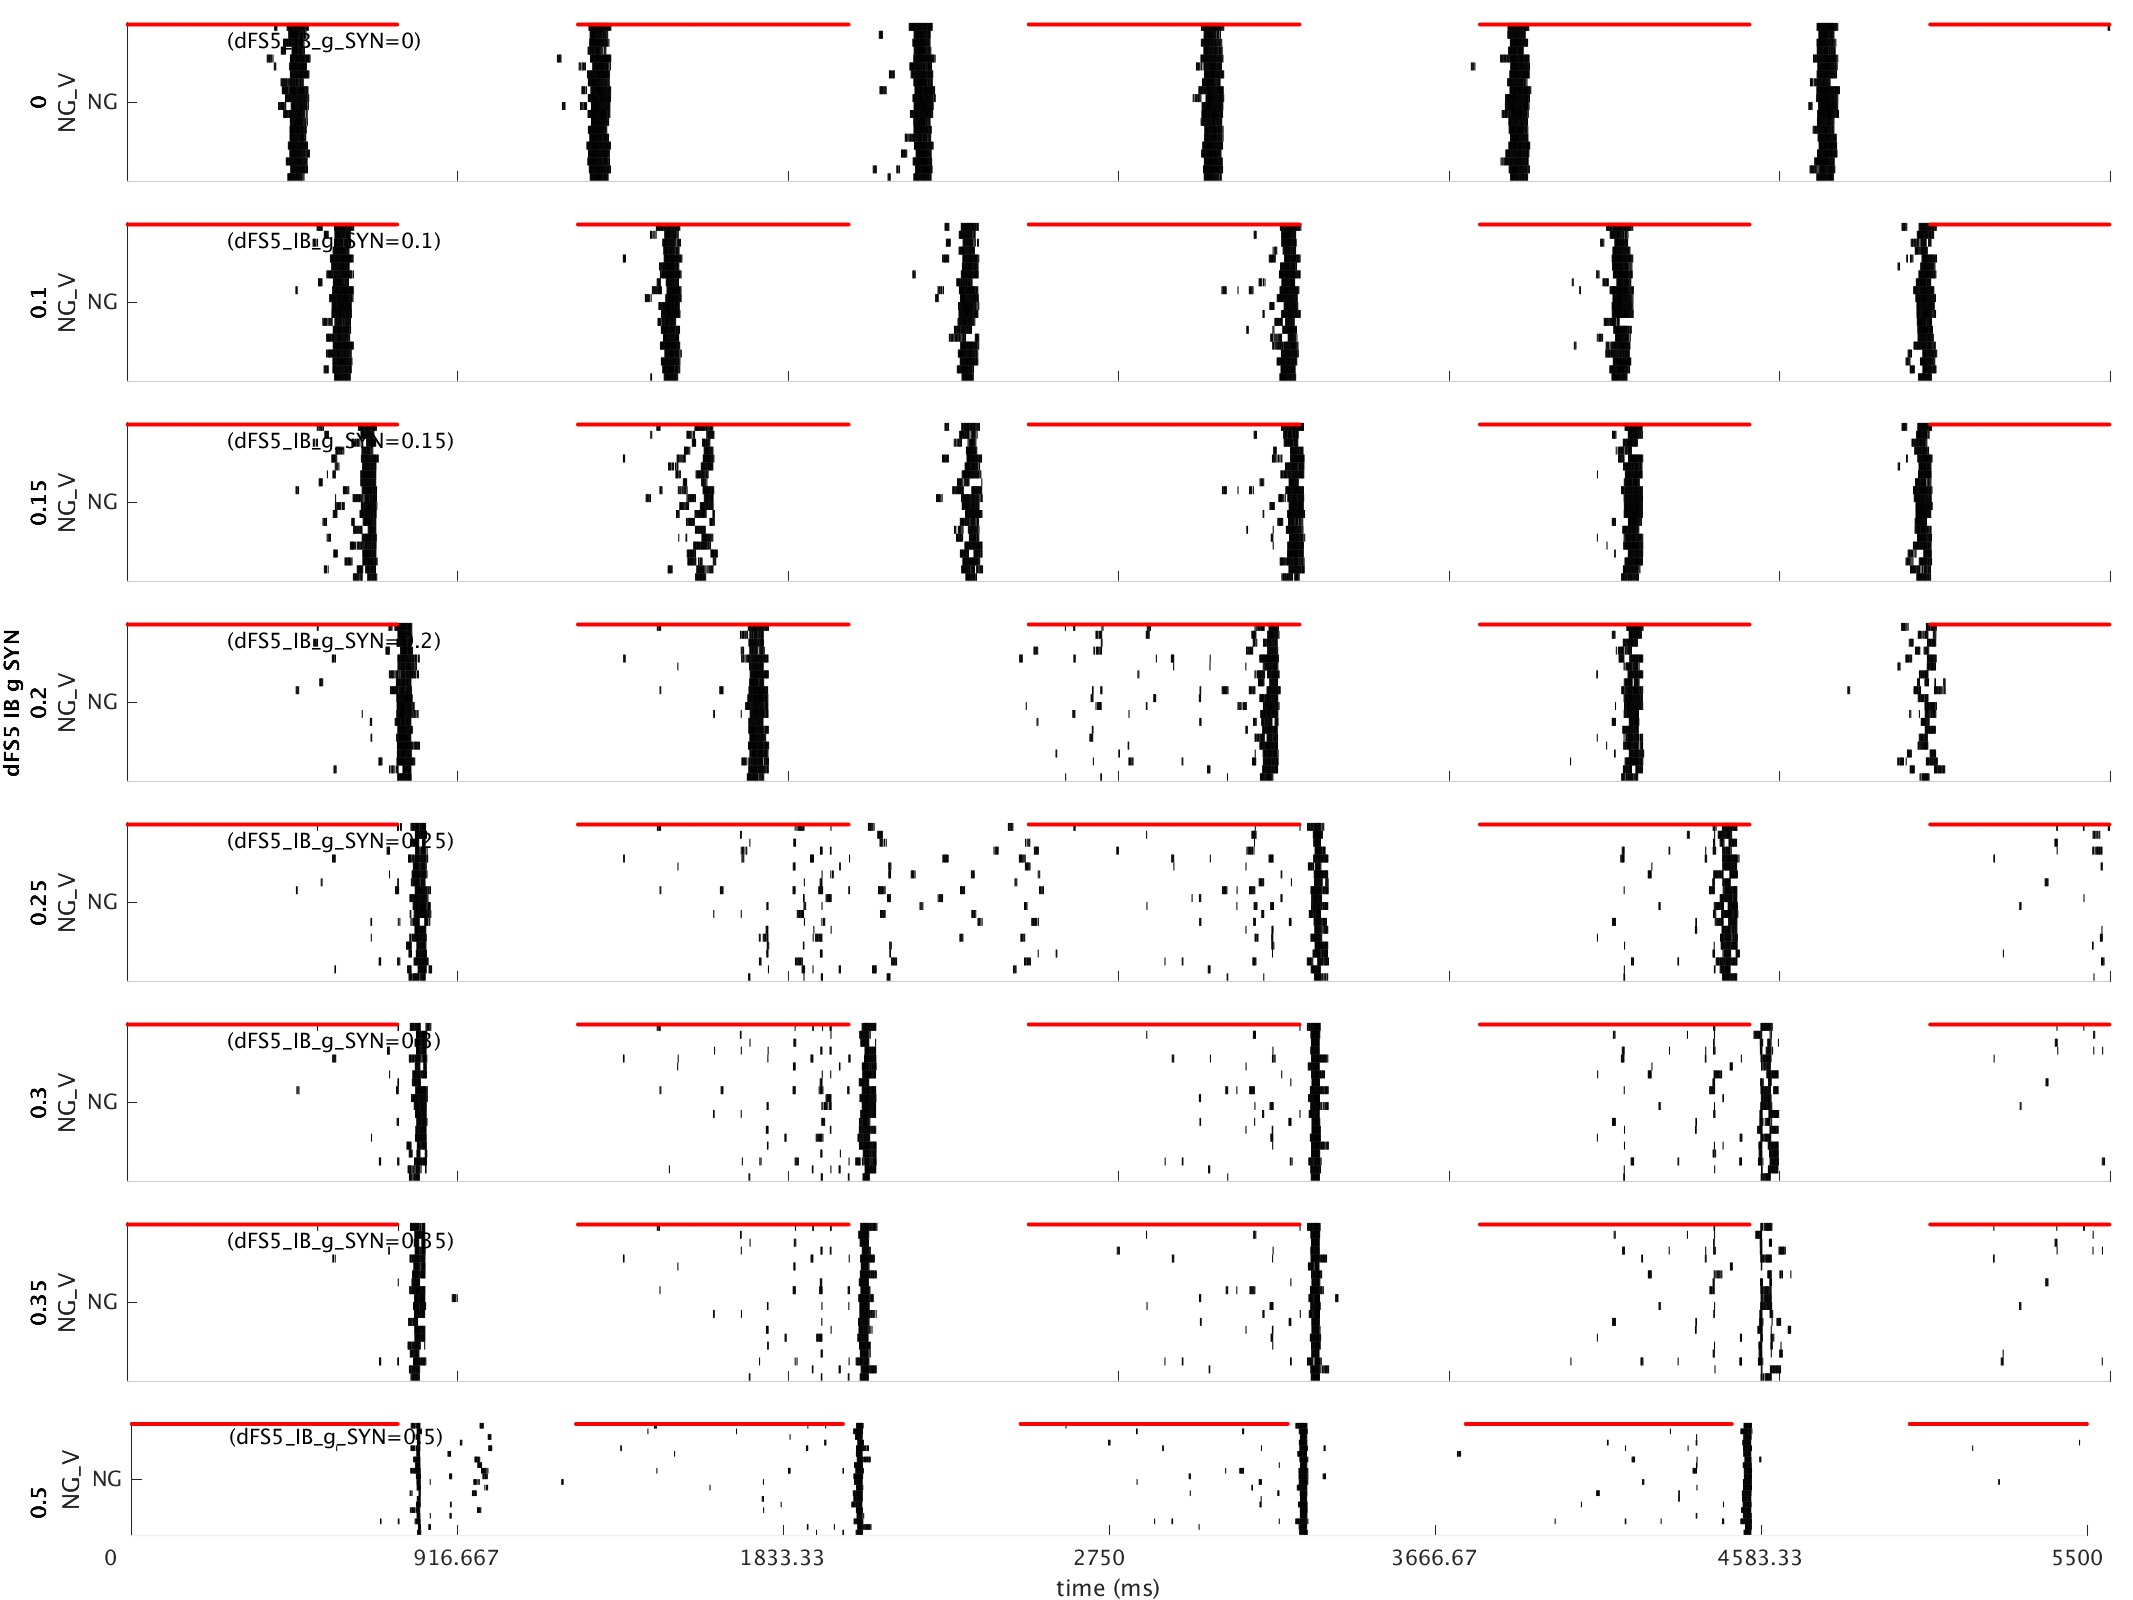 dFS5 IB g SYN
0
NG_V
NG
(dFS5_IB_g_SYN=0)
0.1
NG_V
NG
(dFS5_IB_g_SYN=0.1)
0.15
NG_V
NG
(dFS5_IB_g_SYN=0.15)
0.2
NG_V
NG
(dFS5_IB_g_SYN=0.2)
0.25
NG_V
NG
(dFS5_IB_g_SYN=0.25)
0.3
NG_V
NG
(dFS5_IB_g_SYN=0.3)
0.35
NG_V
NG
(dFS5_IB_g_SYN=0.35)
0.5
NG_V
NG
(dFS5_IB_g_SYN=0.5)
0 916.667 1833.33 2750 3666.67 4583.33 5500
time (ms)